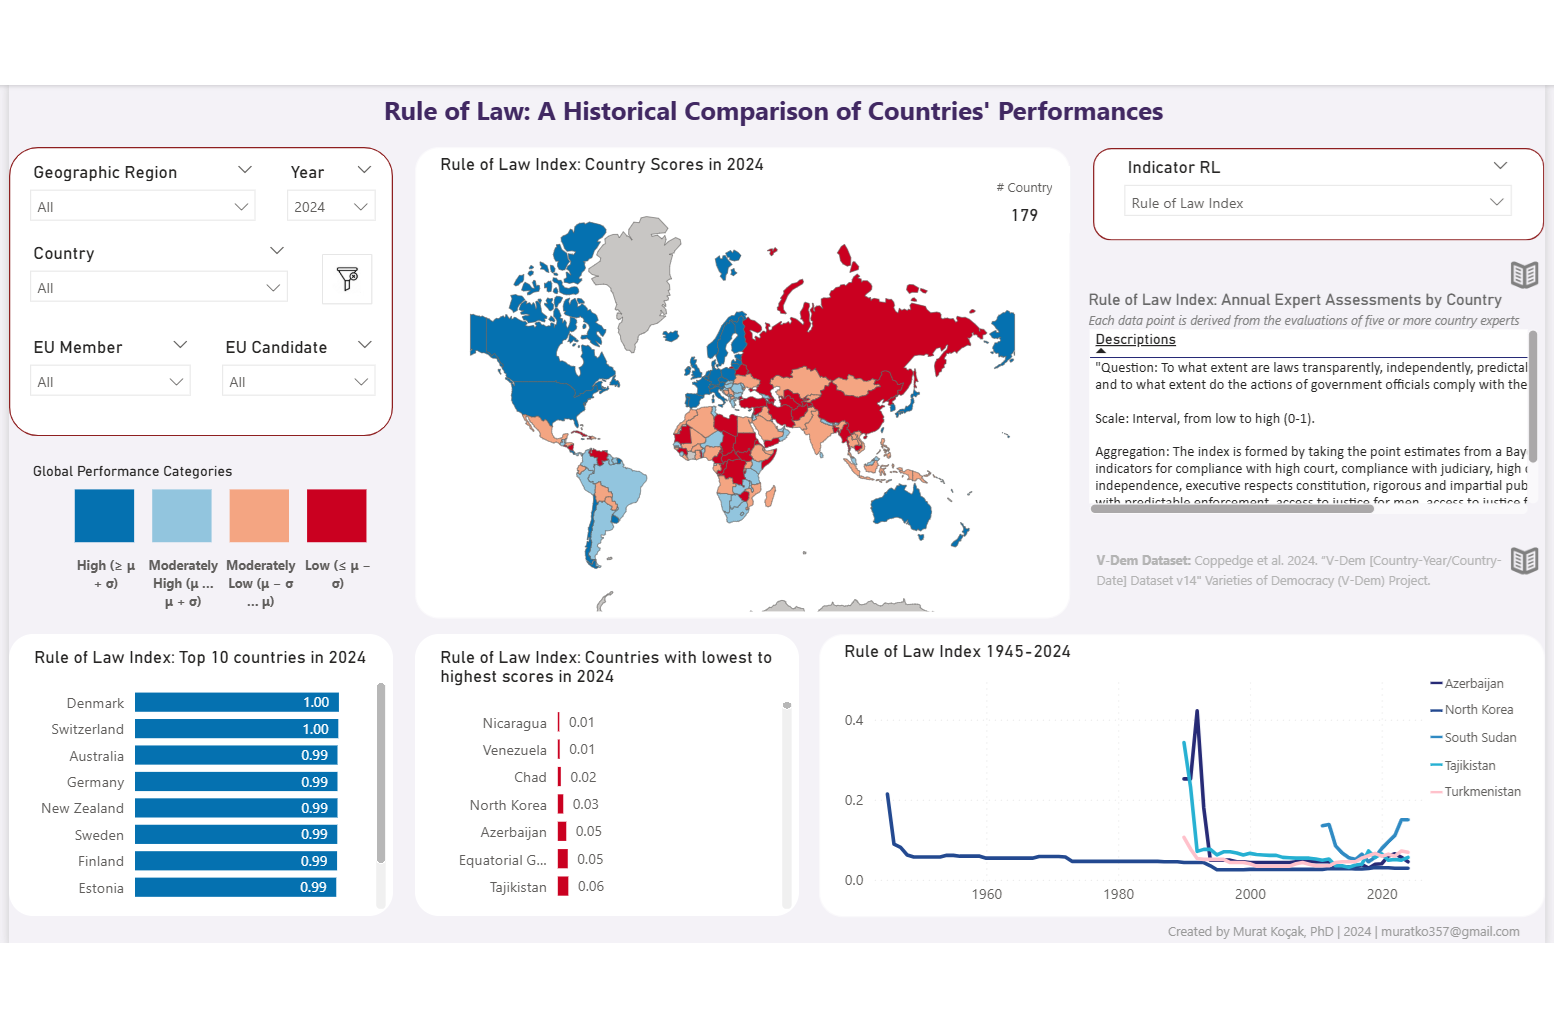 Rule of Law: A Historical Comparison of Countries' Performances
Geographic Region
All
Year
2024
Country
All
EU Member
All
EU Candidate
All
Global Performance Categories
High (≥ μ
+ σ)
Moderately
High (μ ...
μ + σ)
Moderately
Low (μ − σ
... μ)
Low (≤ μ −
σ)
Rule of Law Index: Country Scores in 2024
# Country
179
Indicator RL
Rule of Law Index
Rule of Law Index: Annual Expert Assessments by Country
Each data point is derived from the evaluations of five or more country experts
Descriptions
"Question: To what extent are laws transparently, independently, predictal
and to what extent do the actions of government officials comply with the
Scale: Interval, from low to high (0-1).
Aggregation: The index is formed by taking the point estimates from a Bay
indicators for compliance with high court, compliance with judiciary, high
independence, executive respects constitution, rigorous and impartial pub
with predictable enforcement, access to justice for men, access to justice f
V-Dem Dataset: Coppedge et al. 2024. "V-Dem [Country-Year/Country-
Date] Dataset v14" Varieties of Democracy (V-Dem) Project.
Rule of Law Index: Top 10 countries in 2024
Denmark 1.00
Switzerland 1.00
Australia 0.99
Germany 0.99
New Zealand 0.99
Sweden 0.99
Finland 0.99
Estonia 0.99
Rule of Law Index: Countries with lowest to
highest scores in 2024
Nicaragua 0.01
Venezuela 0.01
Chad 0.02
North Korea 0.03
Azerbaijan 0.05
Equatorial G... 0.05
Tajikistan 0.06
Rule of Law Index 1945-2024
0.4
0.2
0.0
1960 1980 2000 2020
Azerbaijan
North Korea
South Sudan
Tajikistan
Turkmenistan
Created by Murat Koçak, PhD | 2024 | muratko357@gmail.com